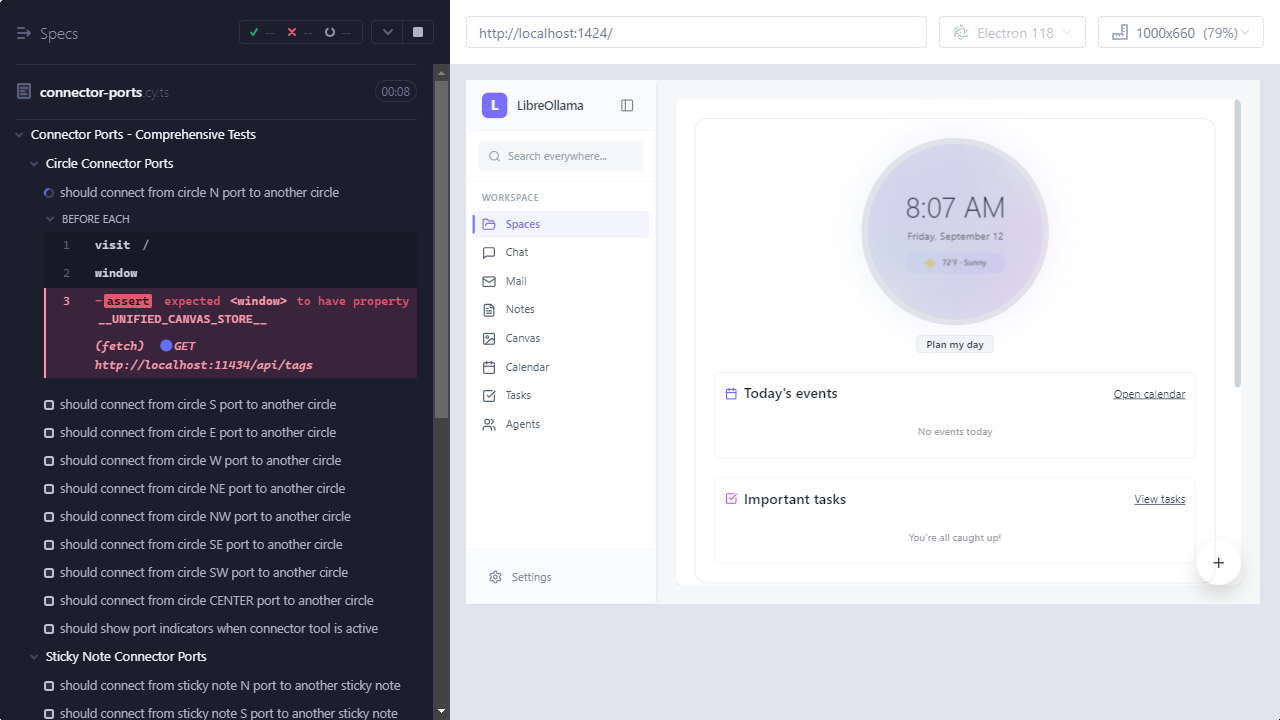 Specs
--
--
--
connector-ports.cy.ts
00:08
Connector Ports - Comprehensive Tests
Circle Connector Ports
should connect from circle N port to another circle
BEFORE EACH
1 visit /
2 window
3 -assert expected <window> to have property
__UNIFIED_CANVAS_STORE__
(fetch) GET
http://localhost:11434/api/tags
should connect from circle S port to another circle
should connect from circle E port to another circle
should connect from circle W port to another circle
should connect from circle NE port to another circle
should connect from circle NW port to another circle
should connect from circle SE port to another circle
should connect from circle SW port to another circle
should connect from circle CENTER port to another circle
should show port indicators when connector tool is active
Sticky Note Connector Ports
should connect from sticky note N port to another sticky note
should connect from sticky note S port to another sticky note
http://localhost:1424/
Electron 118
1000x660 (79%)
L LibreOllama
Search everywhere...
WORKSPACE
Spaces
Chat
Mail
Notes
Canvas
Calendar
Tasks
Agents
Settings
8:07 AM
Friday, September 12
72°F · Sunny
Plan my day
Today's events
Open calendar
No events today
Important tasks
View tasks
You're all caught up!
+